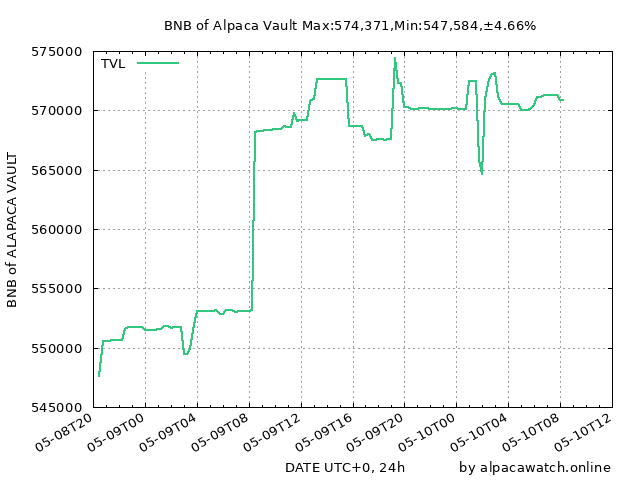 BNB of Alpaca Vault Max:574,371,Min:547,584,±4.66%
TVL
BNB of ALAPACA VAULT
575000
570000
565000
560000
555000
550000
545000
05-08T20
05-09T00
05-09T04
05-09T08
05-09T12
05-09T16
05-09T20
05-10T00
05-10T04
05-10T08
05-10T12
DATE UTC+0, 24h
by alpacawatch.online